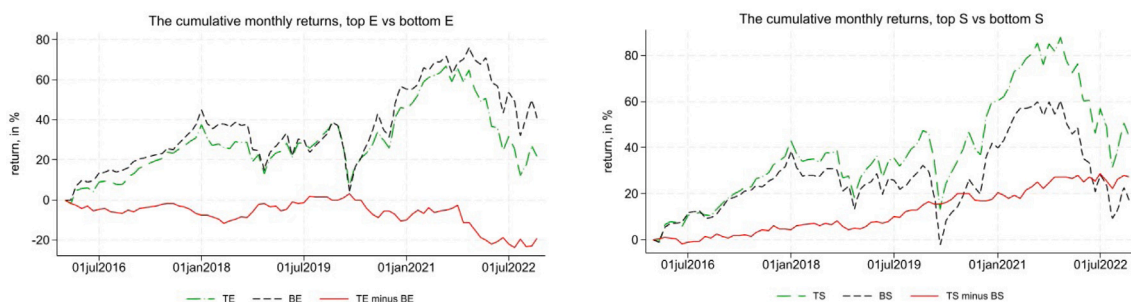 The cumulative monthly returns, top E vs bottom E
80
60
40
20
0
-20
return, in %
01jul2016
01jan2018
01jul2019
01jan2021
01jul2022
TE
BE
TE minus BE
The cumulative monthly returns, top S vs bottom S
80
60
40
20
0
return, in %
01jul2016
01jan2018
01jul2019
01jan2021
01jul2022
TS
BS
TS minus BS